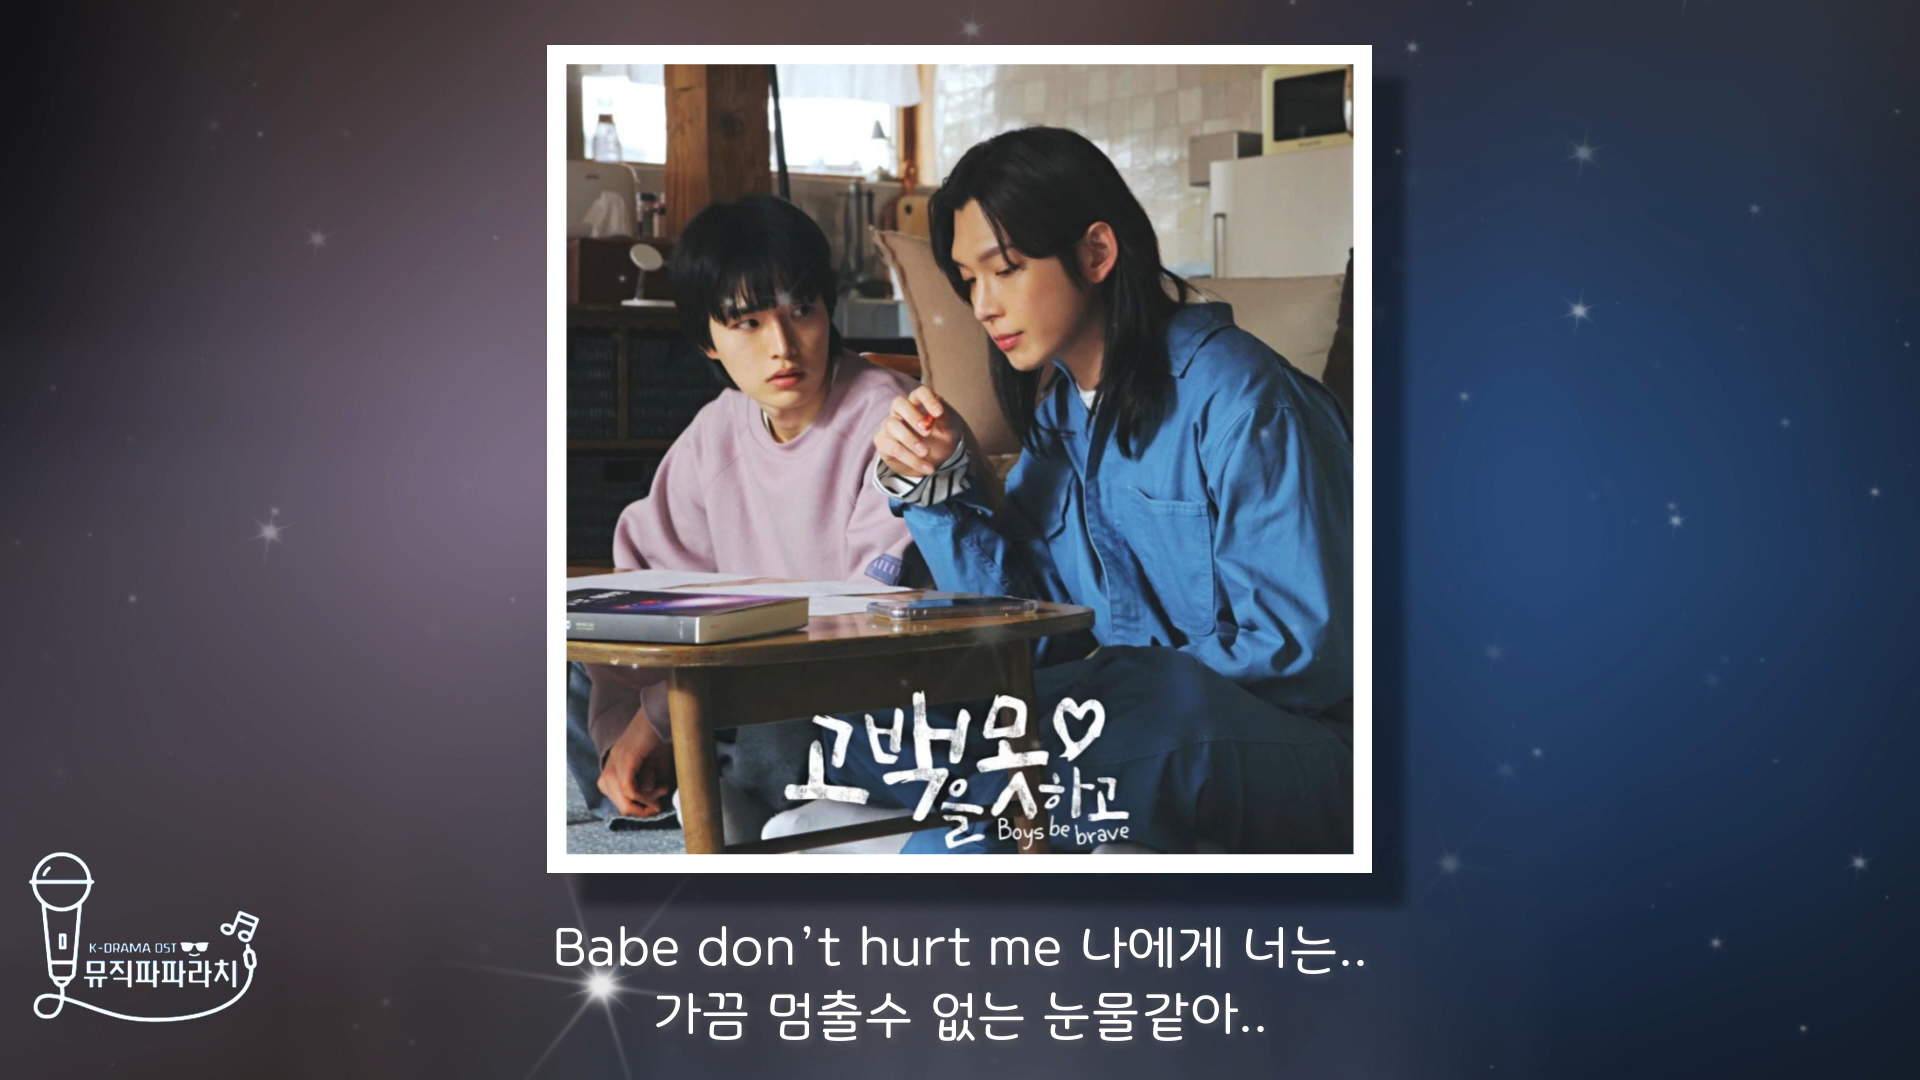 고백을 못하고
Boys be brave
K-DRAMA OST
뮤직파파라치
Babe don't hurt me 나에게 너는..
가끔 멈출수 없는 눈물같아..